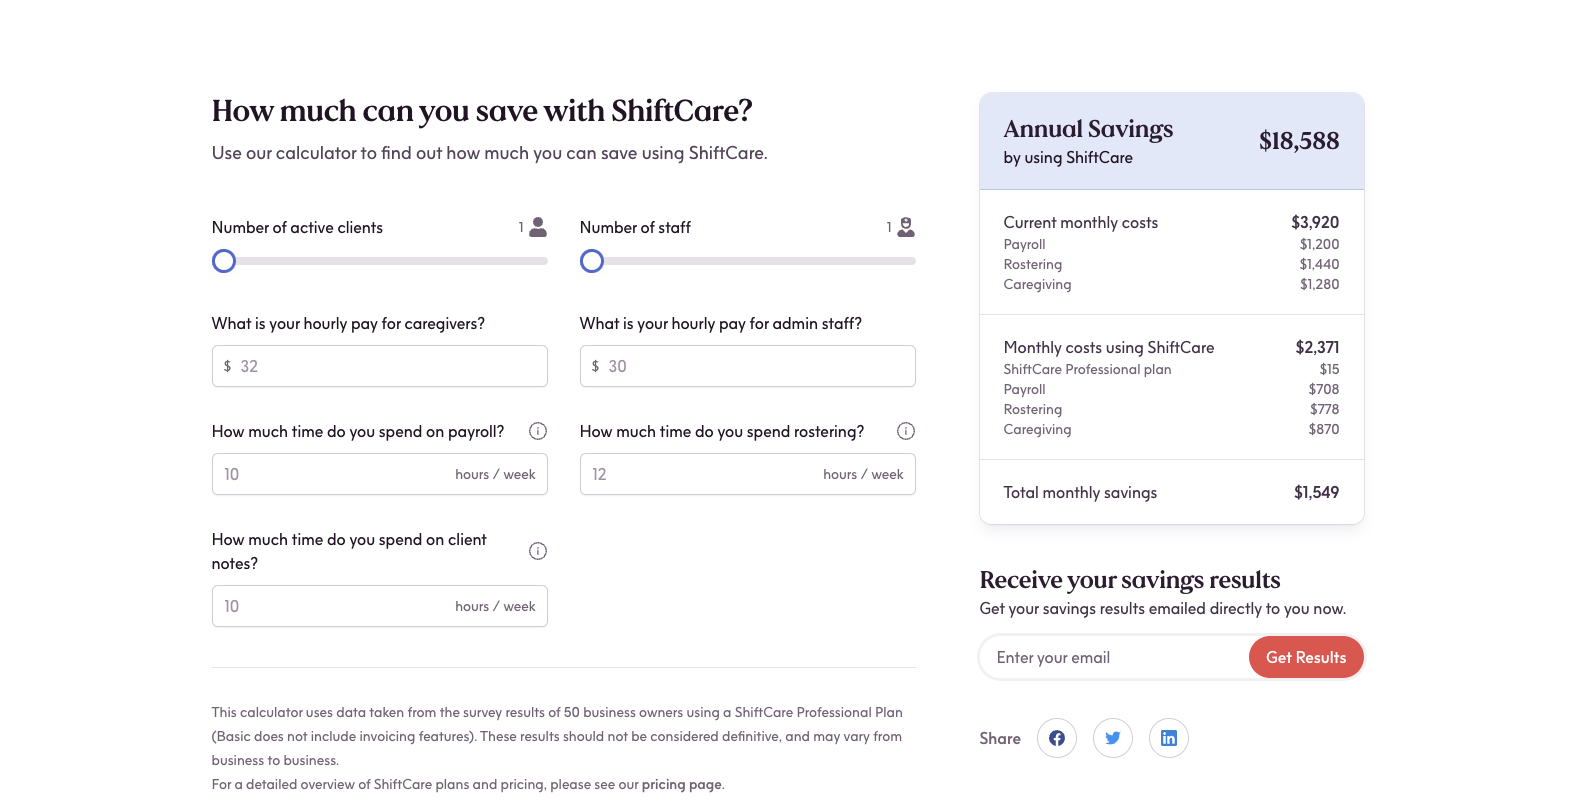 How much can you save with ShiftCare?
Use our calculator to find out how much you can save using ShiftCare.
Number of active clients 1
Number of staff 1
What is your hourly pay for caregivers?
$ 32
What is your hourly pay for admin staff?
$ 30
How much time do you spend on payroll?
10 hours / week
How much time do you spend rostering?
12 hours / week
How much time do you spend on client
notes?
10 hours / week
This calculator uses data taken from the survey results of 50 business owners using a ShiftCare Professional Plan
(Basic does not include invoicing features). These results should not be considered definitive, and may vary from
business to business.
For a detailed overview of ShiftCare plans and pricing, please see our pricing page.
Annual Savings $18,588
by using ShiftCare
Current monthly costs $3,920
Payroll $1,200
Rostering $1,440
Caregiving $1,280
Monthly costs using ShiftCare $2,371
ShiftCare Professional plan $15
Payroll $708
Rostering $778
Caregiving $870
Total monthly savings $1,549
Receive your savings results
Get your savings results emailed directly to you now.
Enter your email Get Results
Share